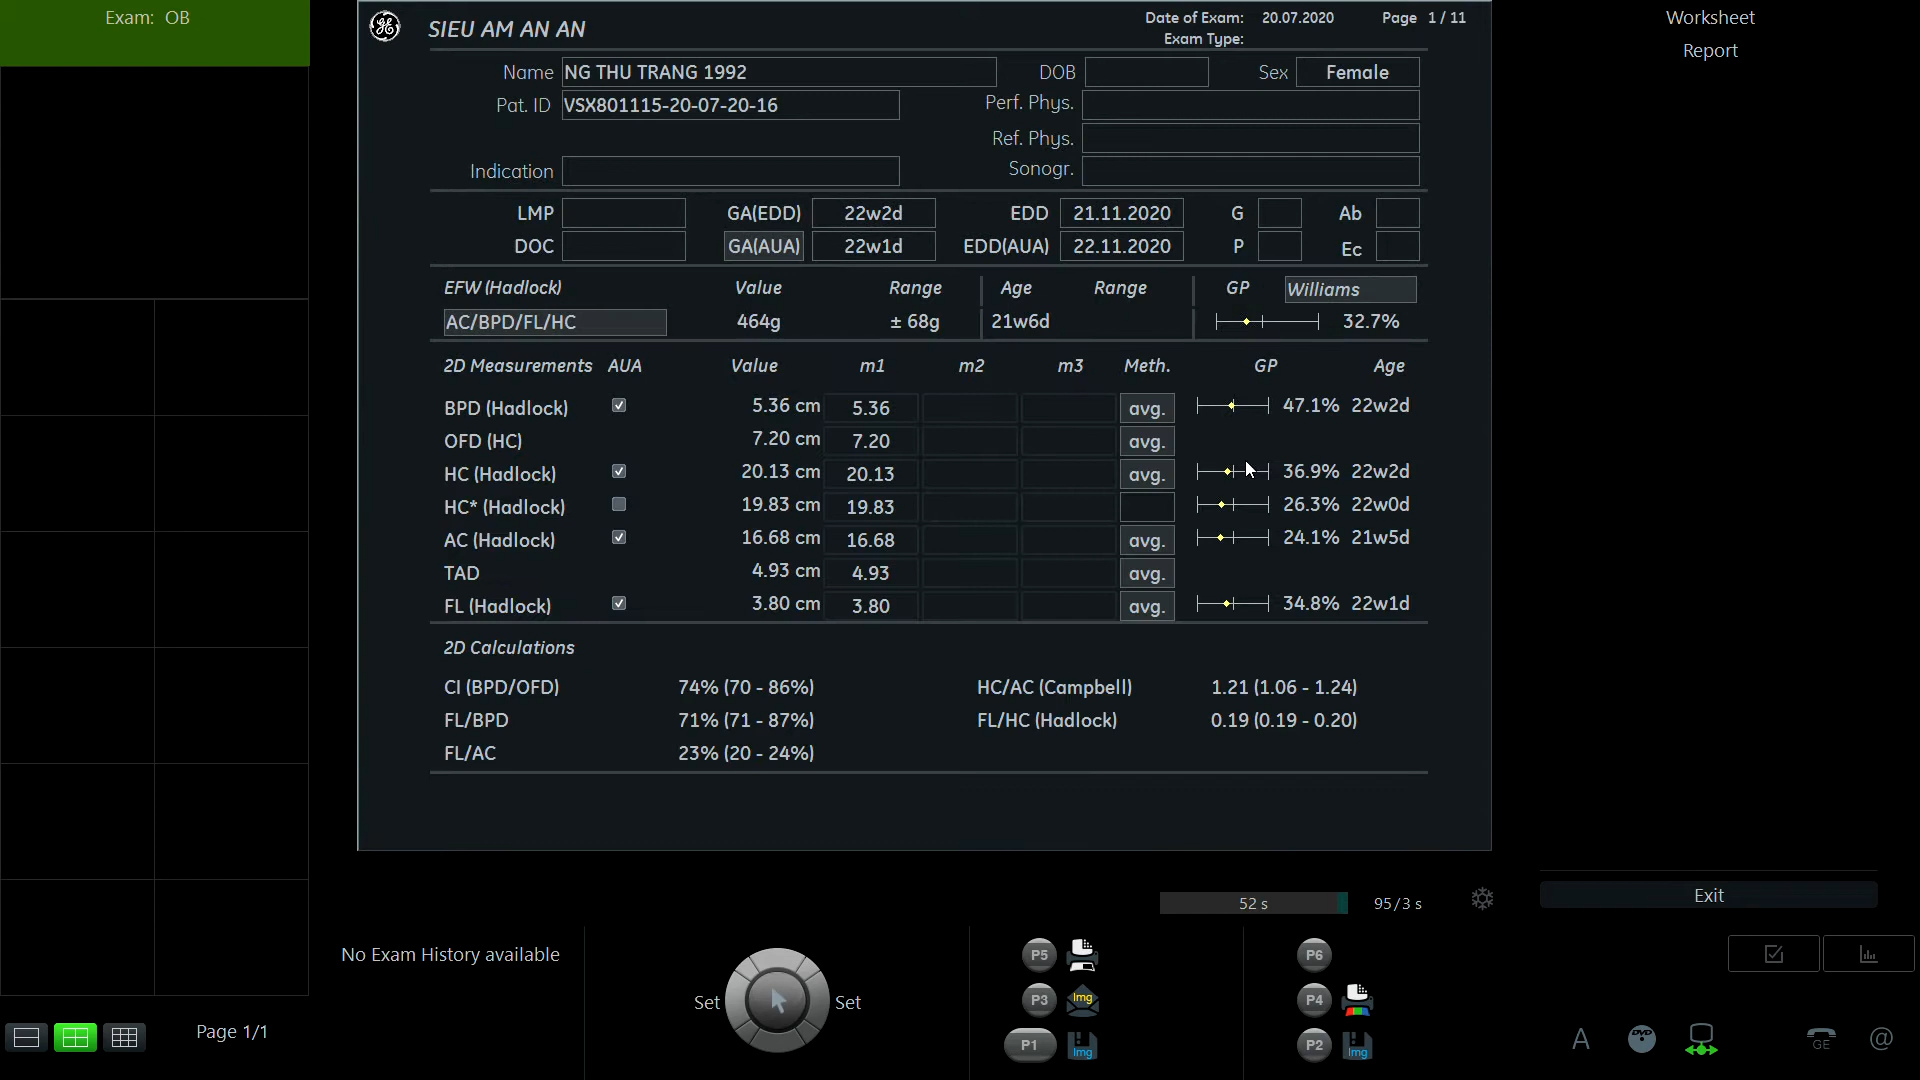 Exam: OB
SIEU AM AN AN
Date of Exam: 20.07.2020 Page 1 / 11
Exam Type:
Name NG THU TRANG 1992 DOB Sex Female
Pat. ID VSX801115-20-07-20-16 Perf. Phys.
Ref. Phys.
Indication Sonogr.
LMP GA(EDD) 22w2d EDD 21.11.2020 G Ab
DOC GA(AUA) 22w1d EDD(AUA) 22.11.2020 P Ec
EFW (Hadlock) Value Range Age Range GP Williams
AC/BPD/FL/HC 464g ± 68g 21w6d 32.7%
2D Measurements AUA Value m1 m2 m3 Meth. GP Age
BPD (Hadlock) 5.36 cm 5.36 avg. 47.1% 22w2d
OFD (HC) 7.20 cm 7.20 avg.
HC (Hadlock) 20.13 cm 20.13 avg. 36.9% 22w2d
HC* (Hadlock) 19.83 cm 19.83 26.3% 22w0d
AC (Hadlock) 16.68 cm 16.68 avg. 24.1% 21w5d
TAD 4.93 cm 4.93 avg.
FL (Hadlock) 3.80 cm 3.80 avg. 34.8% 22w1d
2D Calculations
CI (BPD/OFD) 74% (70 - 86%) HC/AC (Campbell) 1.21 (1.06 - 1.24)
FL/BPD 71% (71 - 87%) FL/HC (Hadlock) 0.19 (0.19 - 0.20)
FL/AC 23% (20 - 24%)
Worksheet
Report
52 s 95/3 s
Exit
No Exam History available
Set Set
P5 P6
P3 Img P4
P1 Img P2 Img
Page 1/1
A DVD GE @